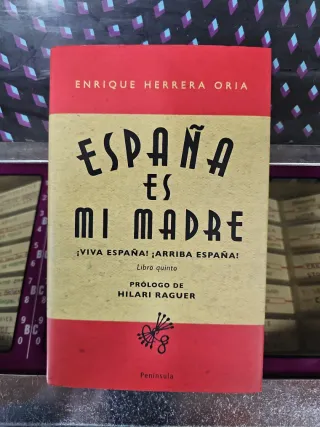 ENRIQUE HERRERA ORIA
ESPAÑA
ES
MI MADRE
¡VIVA ESPAÑA! ¡ARRIBA ESPAÑA!
Libro quinto
PRÓLOGO DE
HILARI RAGUER
Península